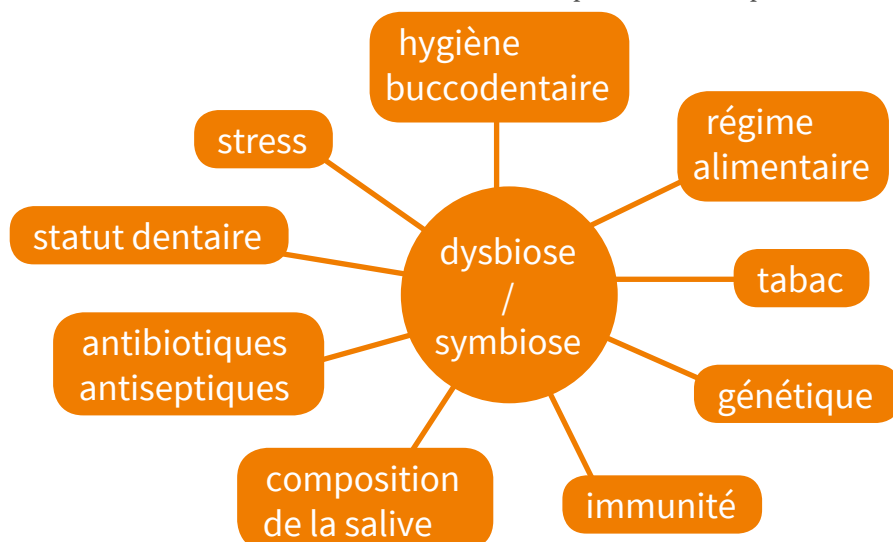 hygiène
buccodentaire
régime
alimentaire
stress
statut dentaire
dysbiose
/
symbiose
tabac
antibiotiques
antiseptiques
génétique
composition
de la salive
immunité